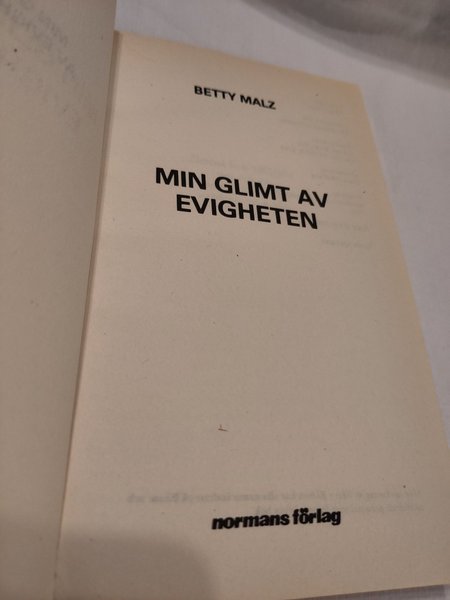 BETTY MALZ
MIN GLIMT AV
EVIGHETEN
normans förlag